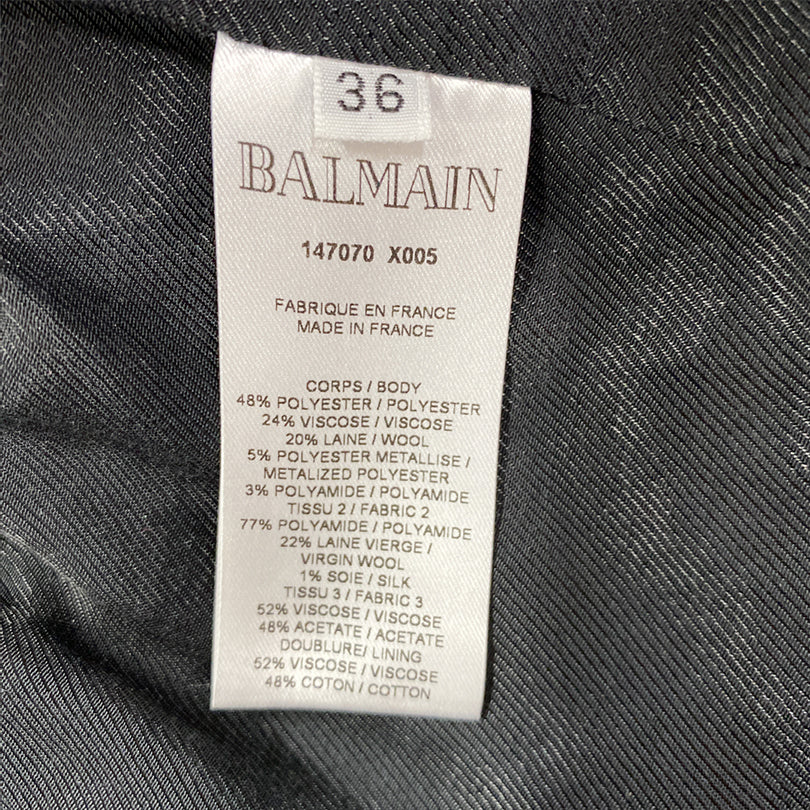 36
BALMAIN
147070 X005
FABRIQUE EN FRANCE
MADE IN FRANCE
CORPS / BODY
48% POLYESTER / POLYESTER
24% VISCOSE / VISCOSE
20% LAINE / WOOL
5% POLYESTER METALLISE /
METALIZED POLYESTER
3% POLYAMIDE / POLYAMIDE
TISSU 2 / FABRIC 2
77% POLYAMIDE / POLYAMIDE
22% LAINE VIERGE /
VIRGIN WOOL
1% SOIE / SILK
TISSU 3 / FABRIC 3
52% VISCOSE / VISCOSE
48% ACETATE / ACETATE
DOUBLURE/ LINING
52% VISCOSE / VISCOSE
48% COTON / COTTON